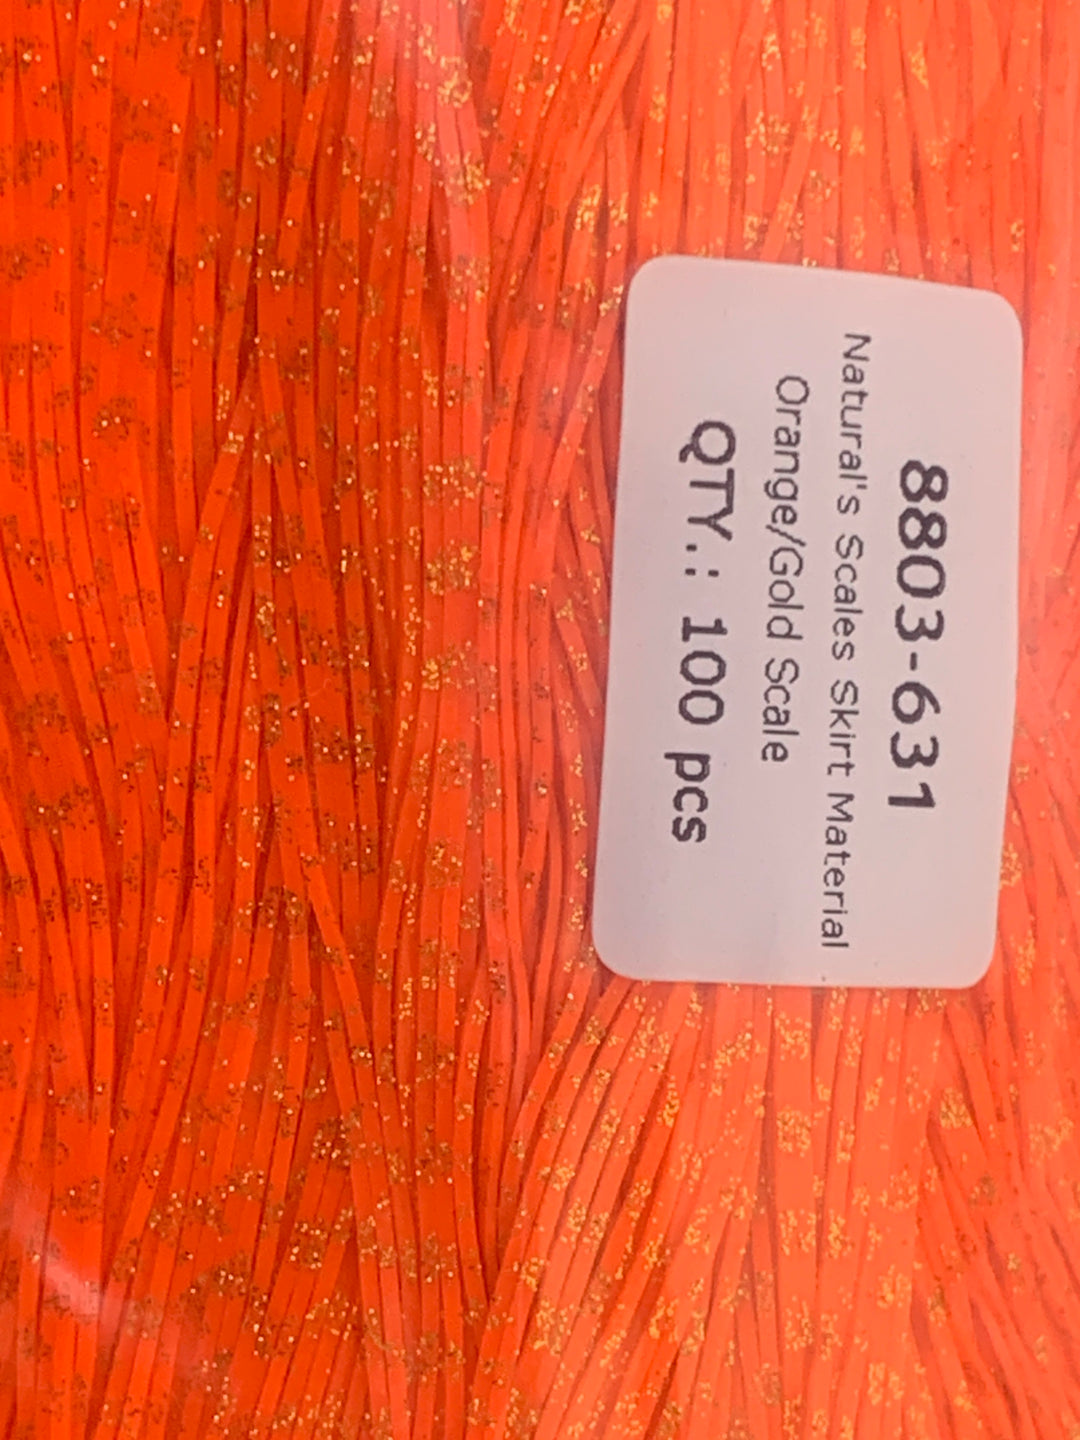 8803-631
Natural's Scales Skirt Material
Orange/Gold Scale
QTY.: 100 pcs